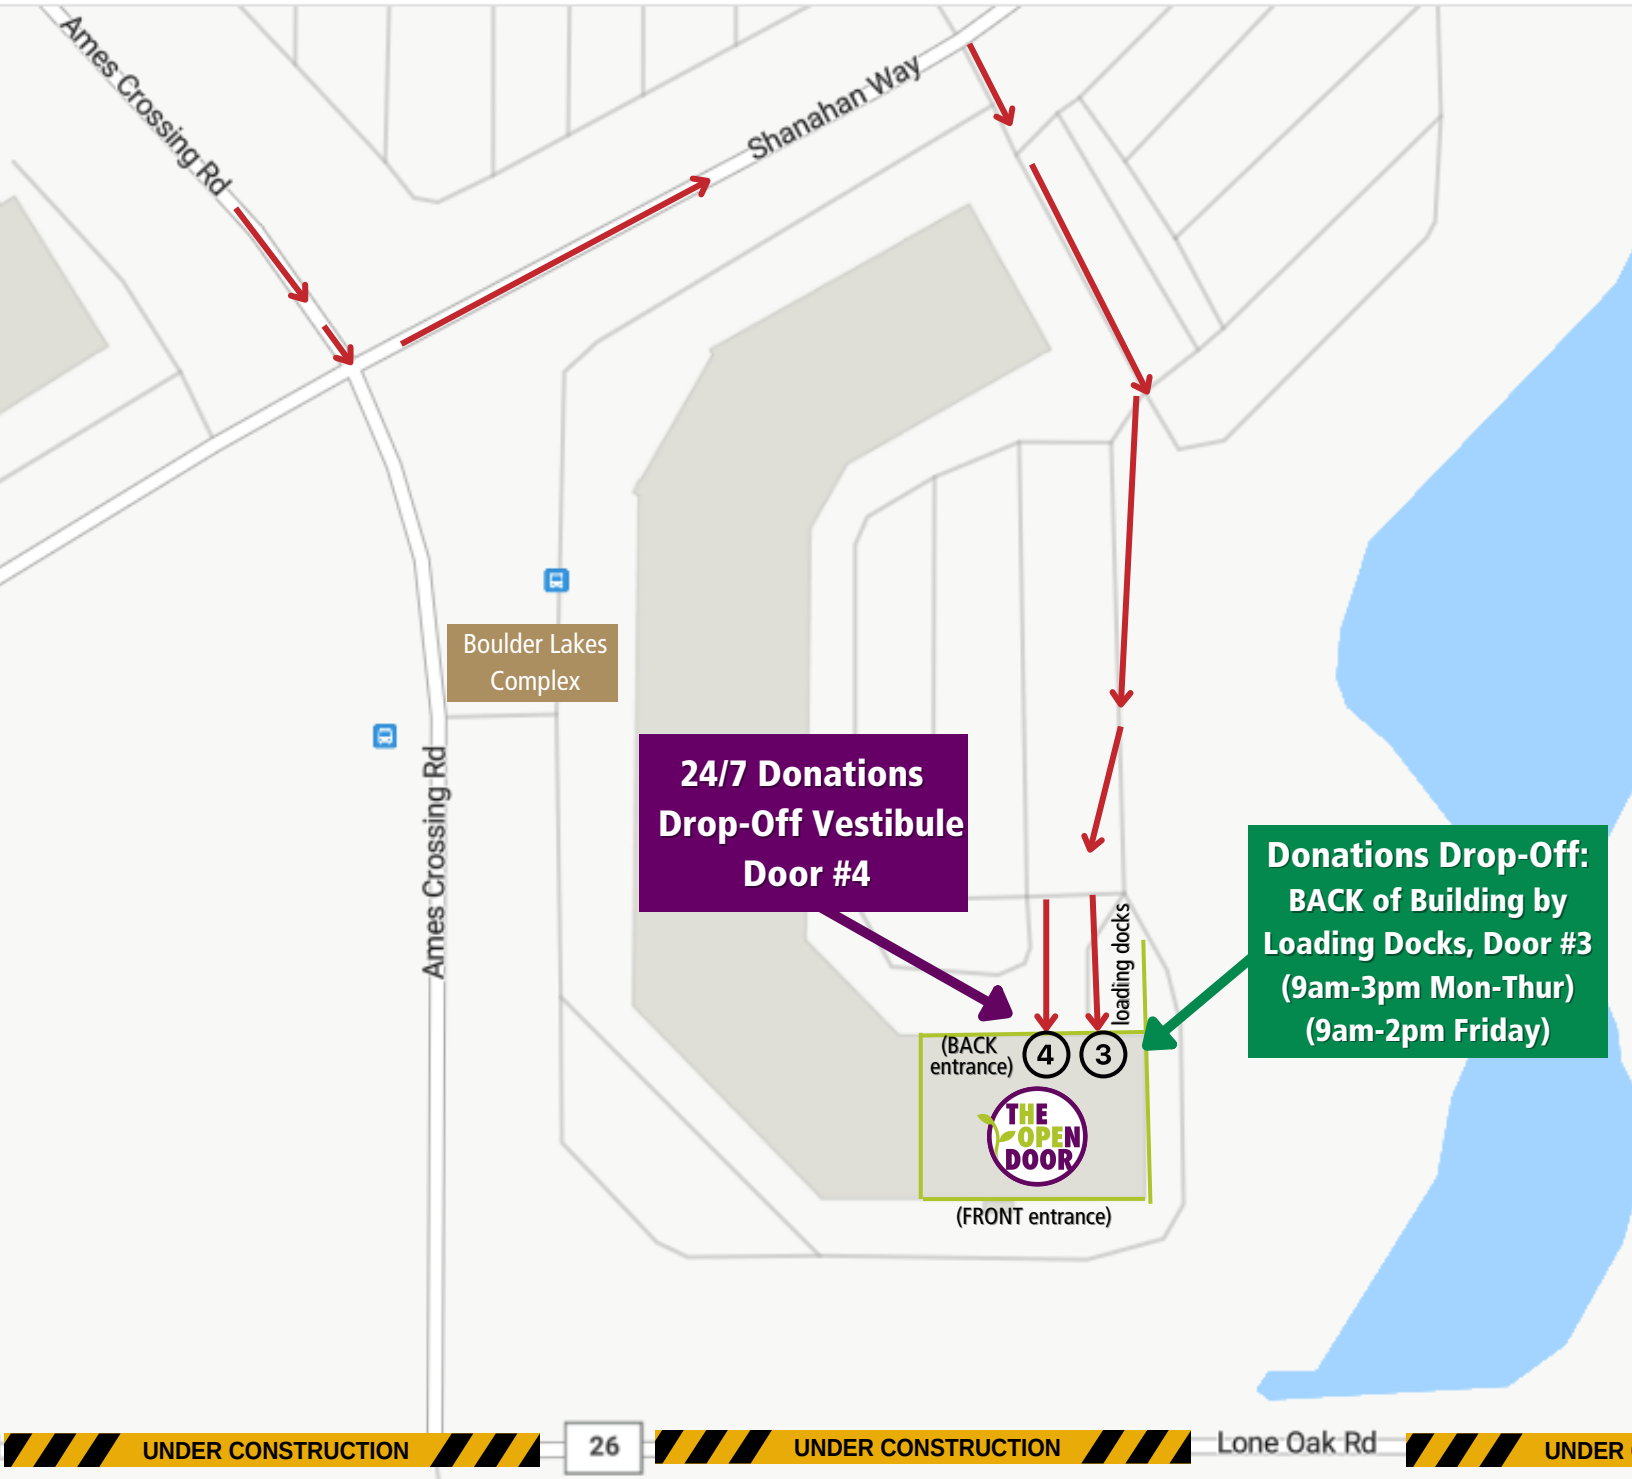 Ames Crossing Rd
Shanahan Way
Boulder Lakes
Complex
24/7 Donations
Drop-Off Vestibule
Door #4
Ames Crossing Rd
Donations Drop-Off:
BACK of Building by
Loading Docks, Door #3
(9am-3pm Mon-Thur)
(9am-2pm Friday)
loading docks
(BACK
entrance)
4
3
THE
OPEN
DOOR
(FRONT entrance)
UNDER CONSTRUCTION
26
UNDER CONSTRUCTION
Lone Oak Rd
UNDER